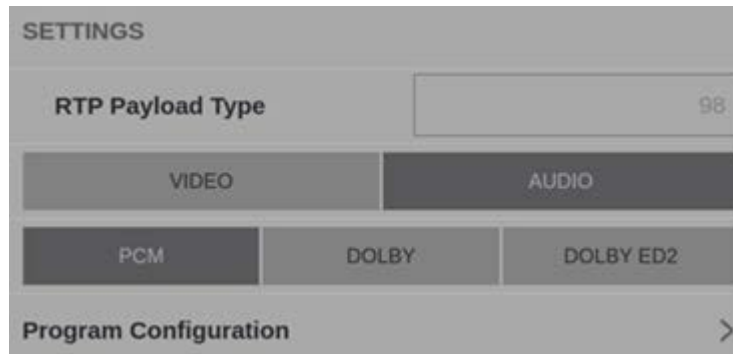 SETTINGS
RTP Payload Type 98
VIDEO AUDIO
PCM DOLBY DOLBY ED2
Program Configuration